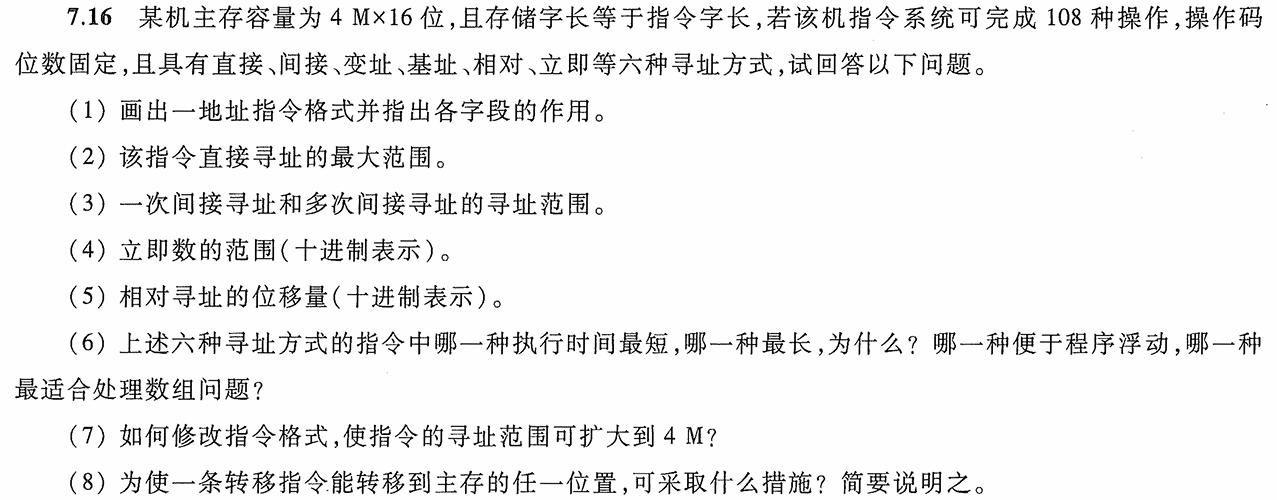 7.16 某机主存容量为 4 M×16 位,且存储字长等于指令字长,若该机指令系统可完成 108 种操作,操作码
位数固定,且具有直接、间接、变址、基址、相对、立即等六种寻址方式,试回答以下问题。
(1) 画出一地址指令格式并指出各字段的作用。
(2) 该指令直接寻址的最大范围。
(3) 一次间接寻址和多次间接寻址的寻址范围。
(4) 立即数的范围(十进制表示)。
(5) 相对寻址的位移量(十进制表示)。
(6) 上述六种寻址方式的指令中哪一种执行时间最短,哪一种最长,为什么? 哪一种便于程序浮动,哪一种
最适合处理数组问题?
(7) 如何修改指令格式,使指令的寻址范围可扩大到 4 M?
(8) 为使一条转移指令能转移到主存的任一位置,可采取什么措施? 简要说明之。